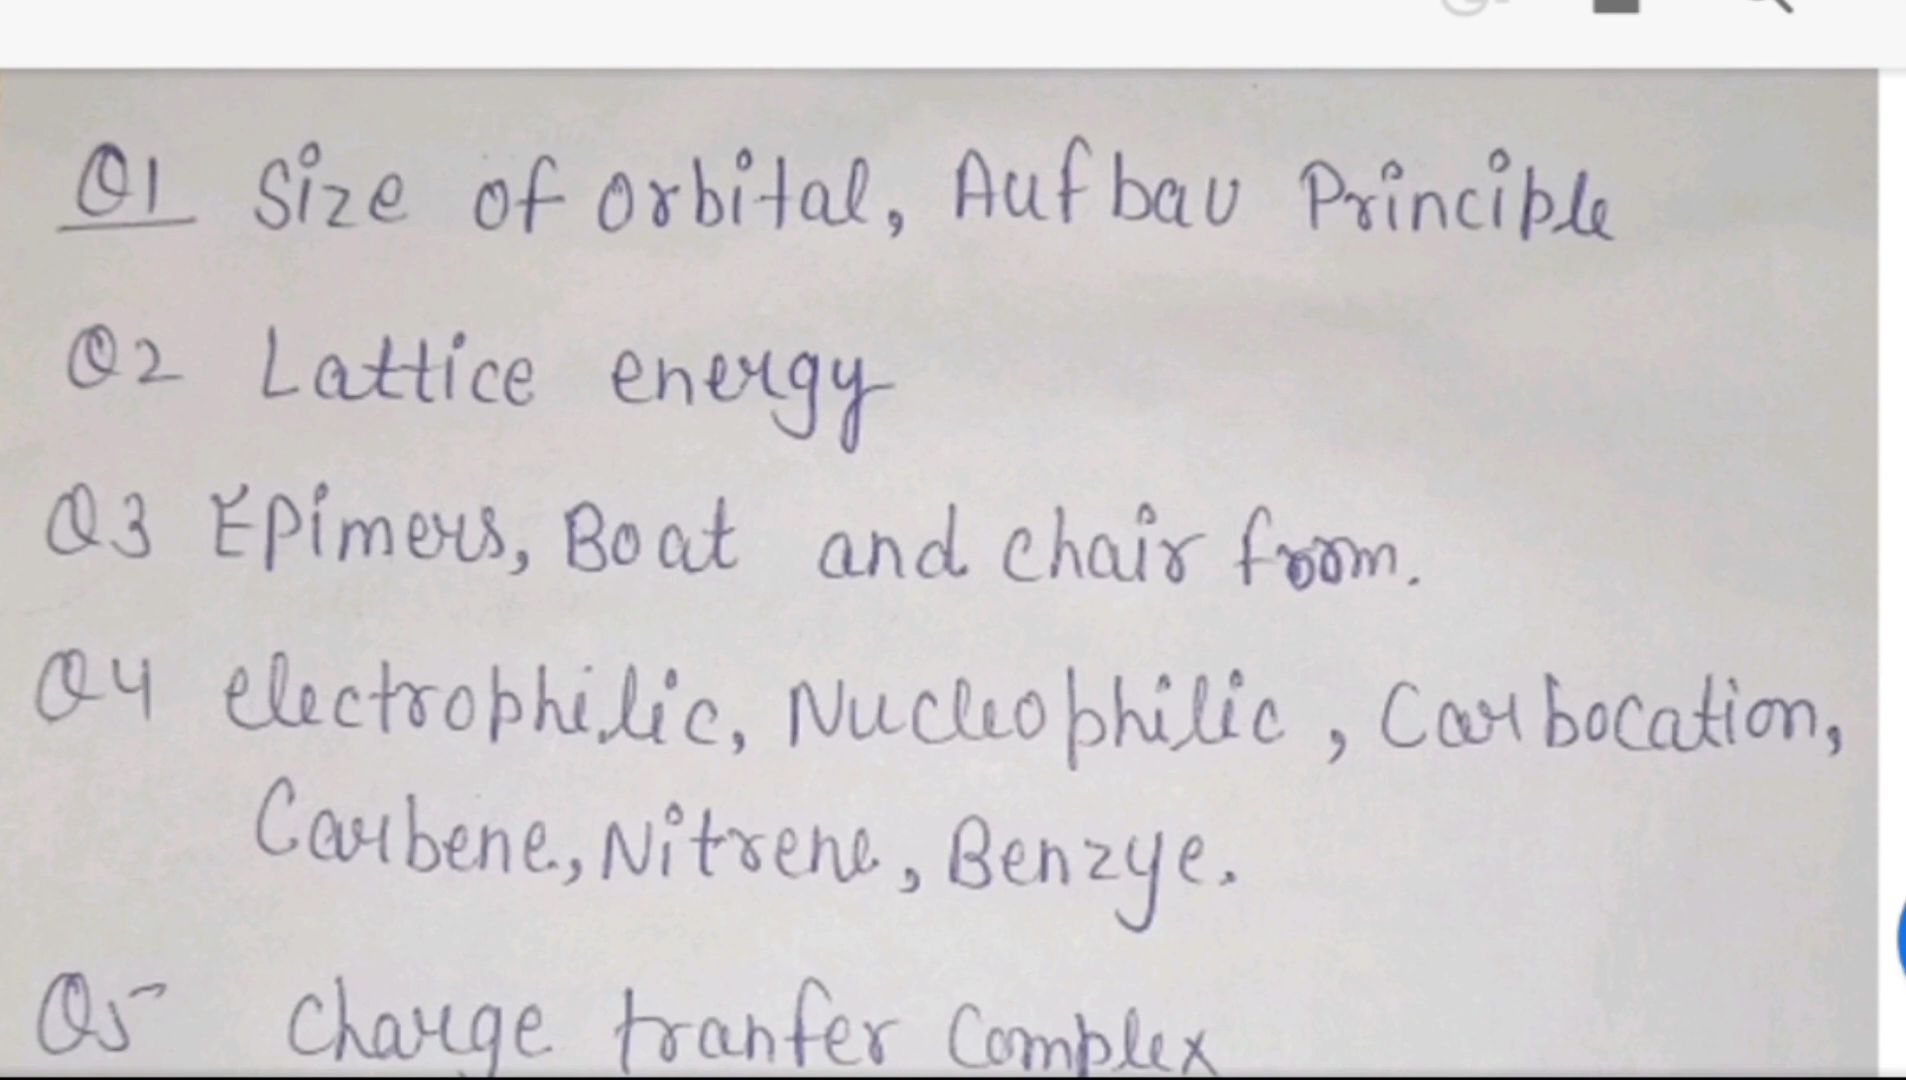 Q1 Size of orbital, Aufbau Principle
Q2 Lattice energy
Q3 Epimers, Boat and chair from.
Q4 electrophilic, Nucleophilic, Carbocation,
Carbene, Nitrene, Benzye.
Q5 Charge tranfer Complex